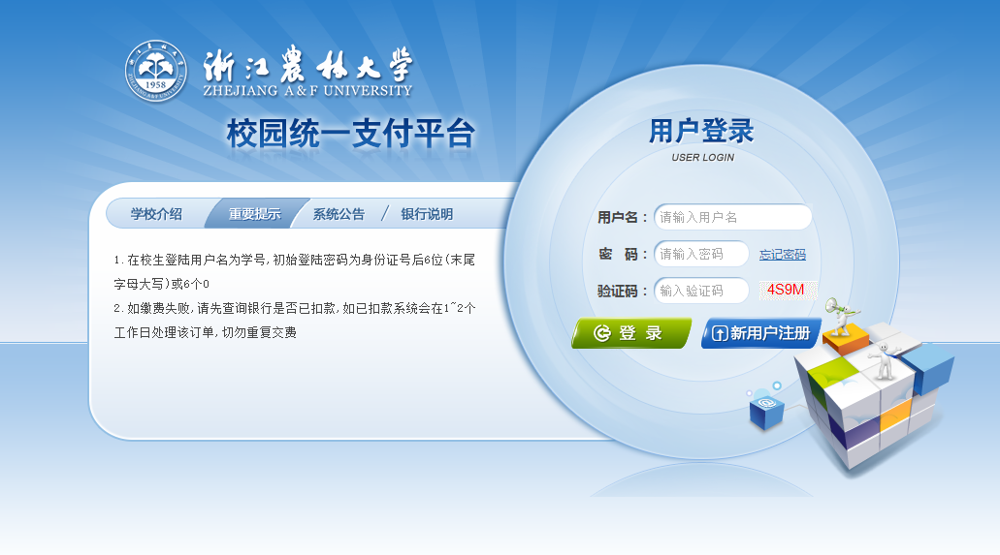 浙江农林大学
ZHEJIANG A & F UNIVERSITY
1958
校园统一支付平台
学校介绍
重要提示
系统公告
银行说明
1.在校生登陆用户名为学号,初始登陆密码为身份证号后6位(末尾
字母大写)或6个0
2.如缴费失败,请先查询银行是否已扣款,如已扣款系统会在1~2个
工作日处理该订单,切勿重复交费
用户登录
USER LOGIN
用户名： 请输入用户名
密 码： 请输入密码 忘记密码
验证码： 输入验证码 4S9M
登 录 新用户注册